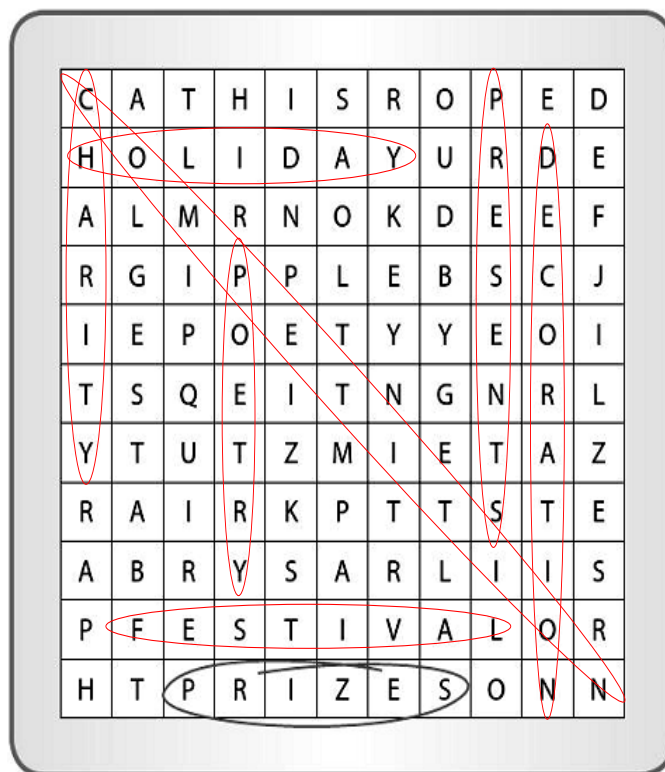 C A T H I S R O P E D
H O L I D A Y U R D E
A L M R N O K D E E F
R G I P P L E B S C J
I E P O E T Y Y E O I
T S Q E I T N G N R L
Y T U T Z M I E T A Z
R A I R K P T T S T E
A B R Y S A R L I I S
P F E S T I V A L O R
H T P R I Z E S O N N